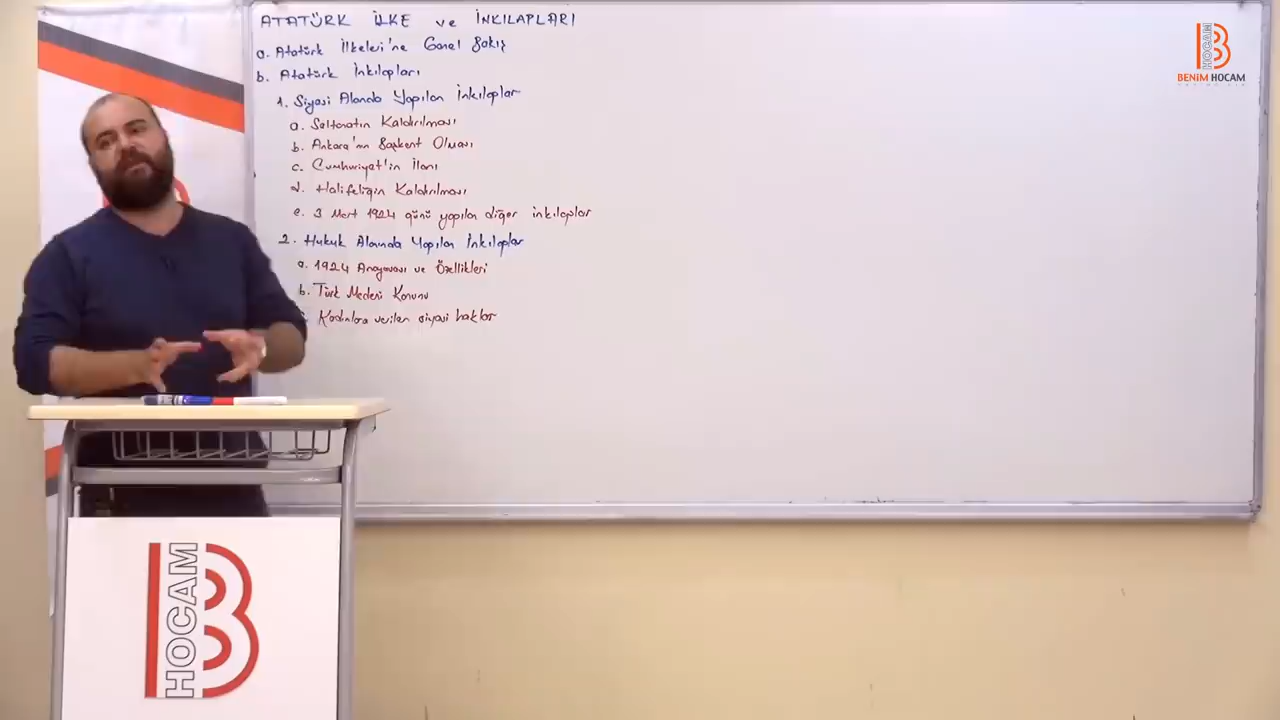 ATATÜRK İLKE ve İNKILAPLARI
a. Atatürk İlkeleri'ne Genel Bakış
b. Atatürk İnkılapları
1. Siyasi Alanda Yapılan İnkılaplar
a. Saltanatın Kaldırılması
b. Ankara'nın Başkent Olması
c. Cumhuriyet'in İlanı
d. Halifeliğin Kaldırılması
e. 3 Mart 1924 günü yapılan diğer inkılaplar
2. Hukuk Alanında Yapılan İnkılaplar
a. 1924 Anayasası ve Özellikleri
b. Türk Medeni Kanunu
Kadınlara verilen siyasi haklar
HOCAM
BENİM HOCAM
B HOCAM